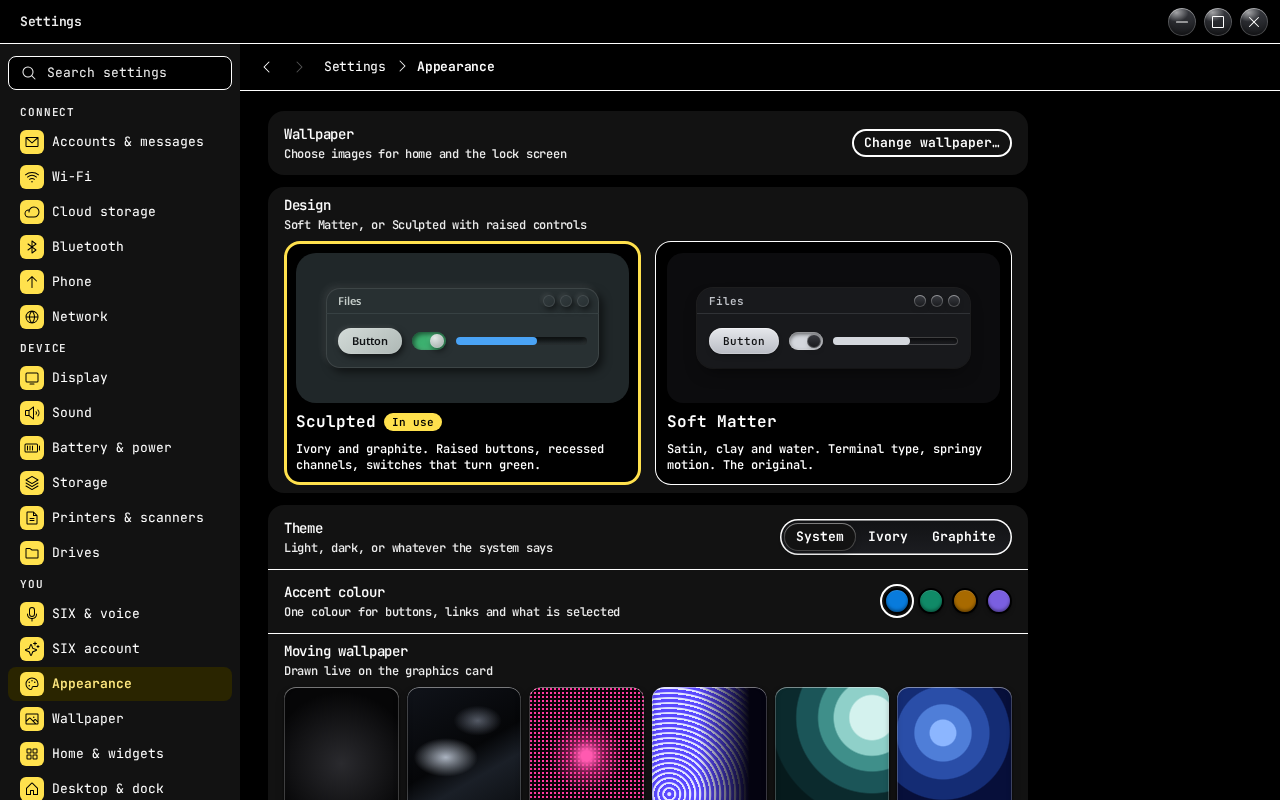 Settings
Search settings
CONNECT
Accounts & messages
Wi-Fi
Cloud storage
Bluetooth
Phone
Network
DEVICE
Display
Sound
Battery & power
Storage
Printers & scanners
Drives
YOU
SIX & voice
SIX account
Appearance
Wallpaper
Home & widgets
Desktop & dock
Settings
Appearance
Wallpaper
Choose images for home and the lock screen
Change wallpaper…
Design
Soft Matter, or Sculpted with raised controls
Files
Button
Sculpted
In use
Ivory and graphite. Raised buttons, recessed
channels, switches that turn green.
Files
Button
Soft Matter
Satin, clay and water. Terminal type, springy
motion. The original.
Theme
Light, dark, or whatever the system says
System
Ivory
Graphite
Accent colour
One colour for buttons, links and what is selected
Moving wallpaper
Drawn live on the graphics card